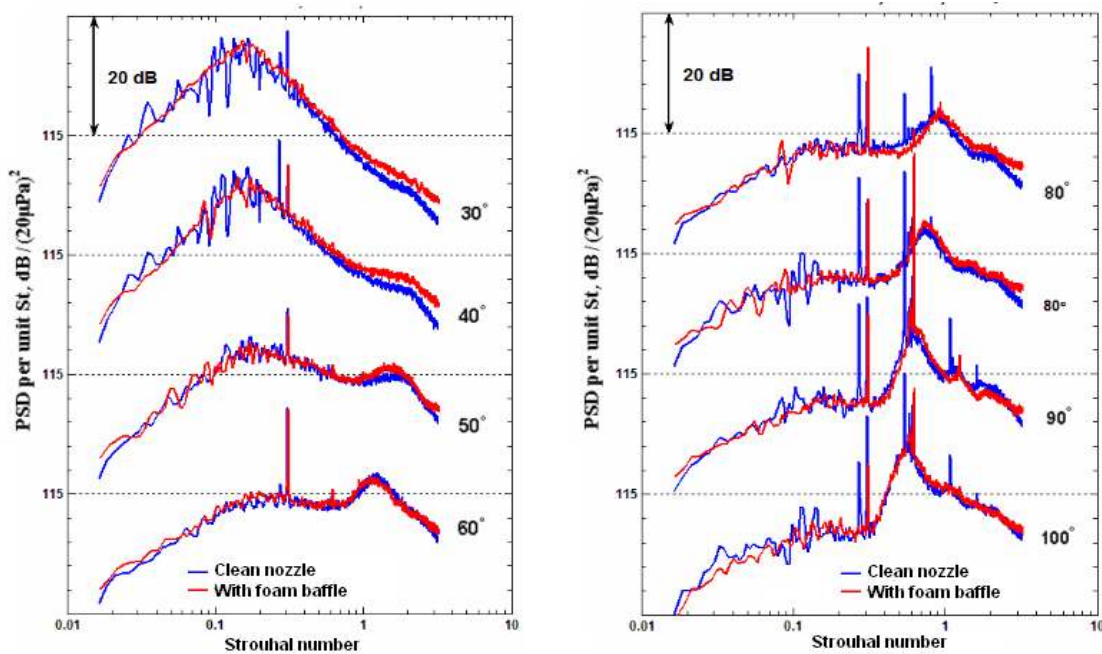 20 dB
115
115
115
115
30°
40°
50°
60°
PSD per unit St, dB / (20μPa)²
Clean nozzle
With foam baffle
0.01
0.1
1
10
Strouhal number
20 dB
115
115
115
115
80°
80°
90°
100°
PSD per unit St, dB / (20μPa)²
Clean nozzle
With foam baffle
0.01
0.1
1
10
Strouhal number